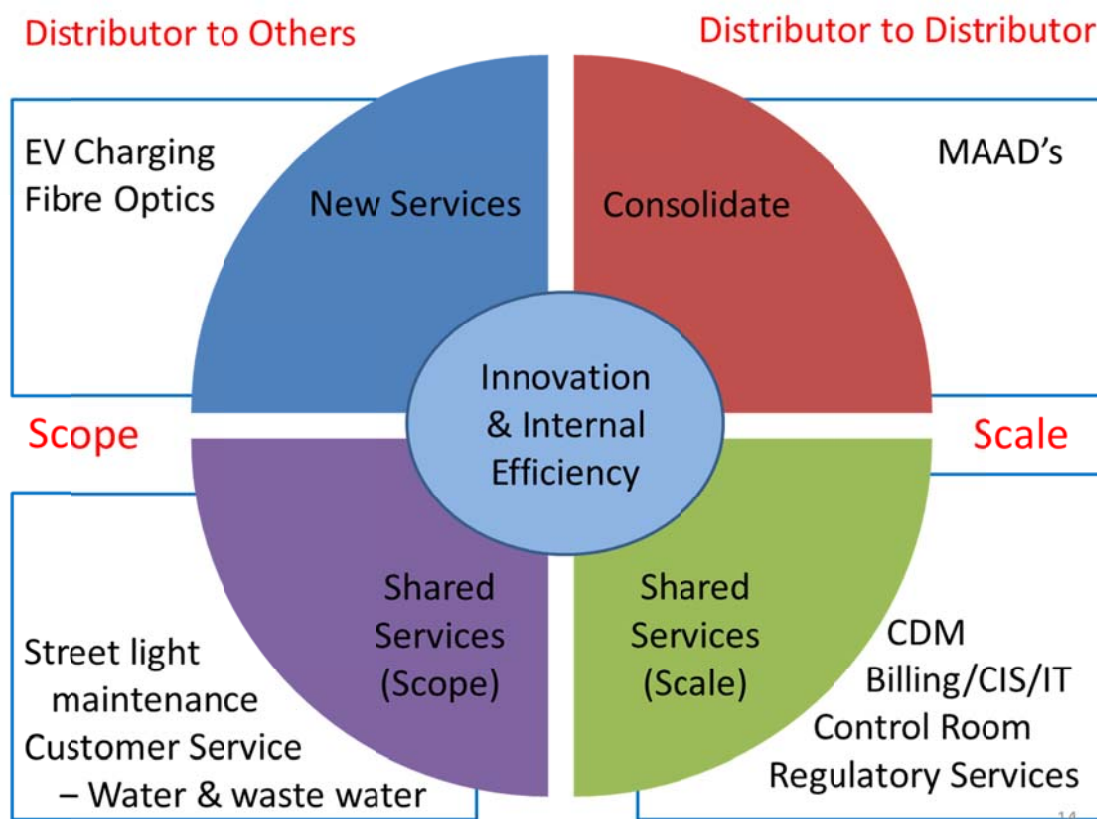 Distributor to Others
Distributor to Distributor
EV Charging
Fibre Optics
New Services
Consolidate
MAAD's
Innovation
& Internal
Efficiency
Scope
Scale
Shared
Services
(Scope)
Shared
Services
(Scale)
Street light
maintenance
Customer Service
– Water & waste water
CDM
Billing/CIS/IT
Control Room
Regulatory Services
14